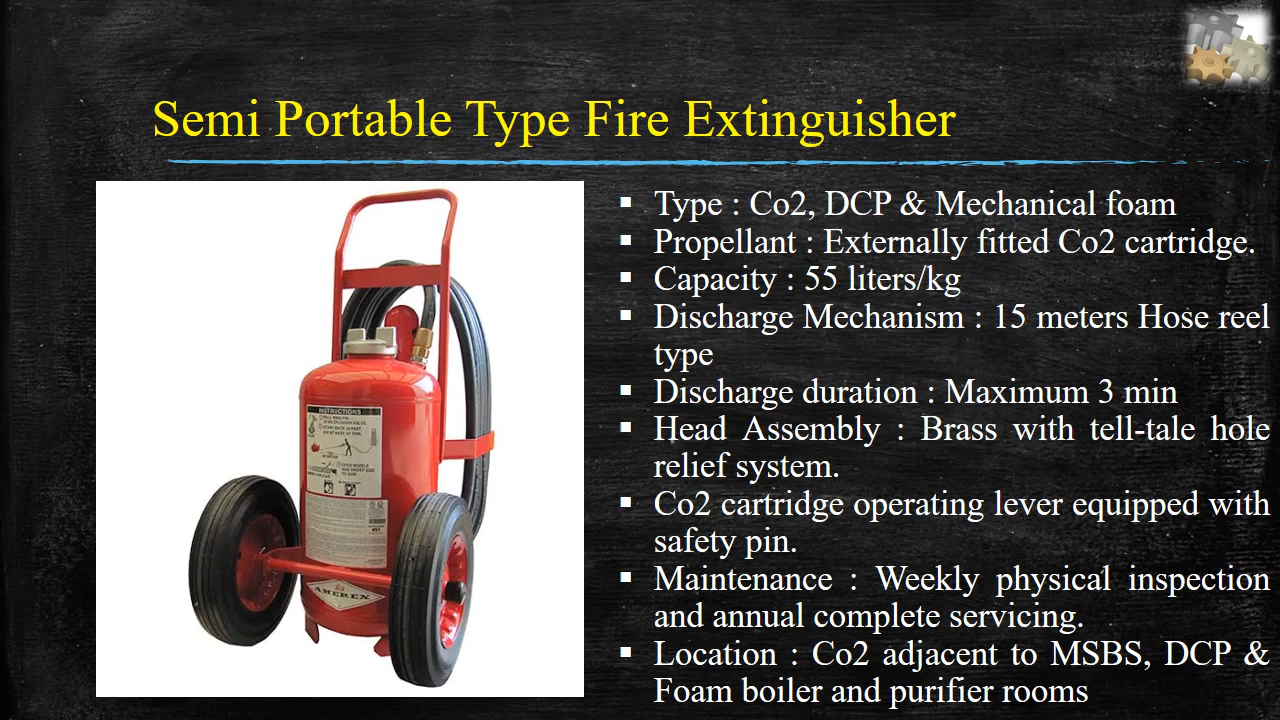 Semi Portable Type Fire Extinguisher
▪ Type : Co2, DCP & Mechanical foam
▪ Propellant : Externally fitted Co2 cartridge.
▪ Capacity : 55 liters/kg
▪ Discharge Mechanism : 15 meters Hose reel
type
▪ Discharge duration : Maximum 3 min
▪ Head Assembly : Brass with tell-tale hole
relief system.
▪ Co2 cartridge operating lever equipped with
safety pin.
▪ Maintenance : Weekly physical inspection
and annual complete servicing.
▪ Location : Co2 adjacent to MSBS, DCP &
Foam boiler and purifier rooms
INSTRUCTIONS
AMEREX